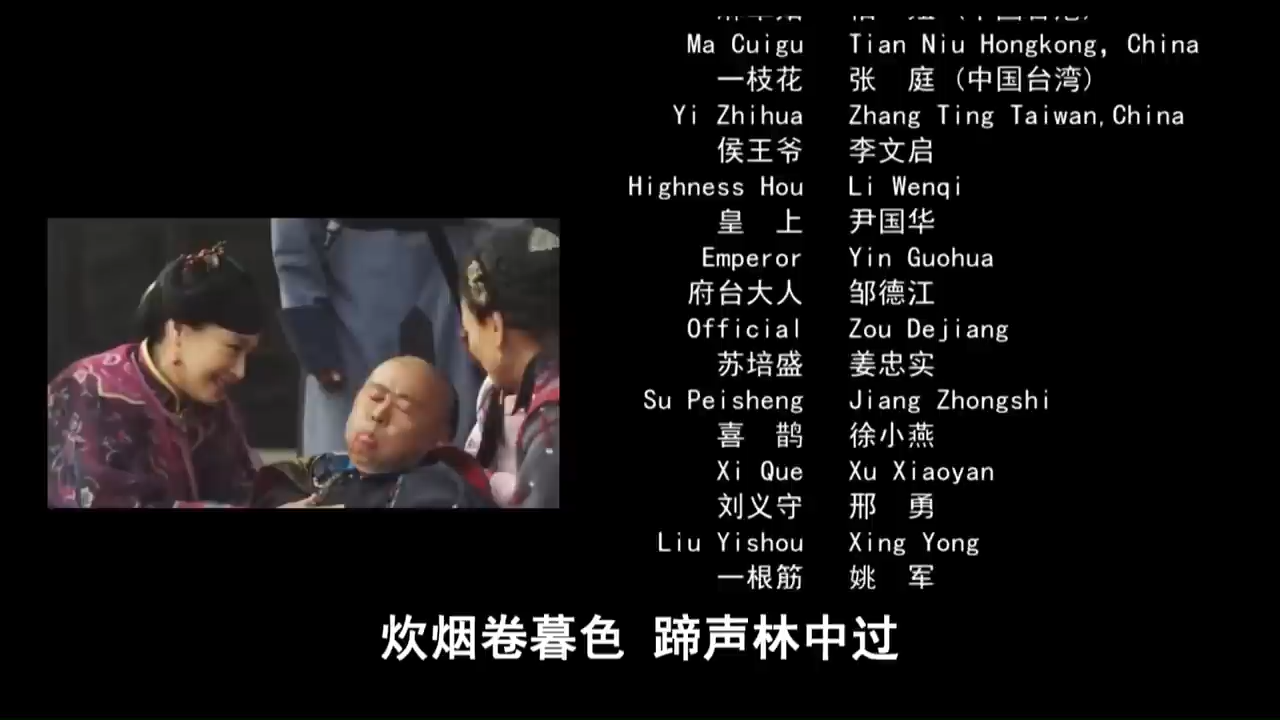 Ma Cuigu Tian Niu Hongkong, China
一枝花 张 庭 (中国台湾)
Yi Zhihua Zhang Ting Taiwan,China
侯王爷 李文启
Highness Hou Li Wenqi
皇 上 尹国华
Emperor Yin Guohua
府台大人 邹德江
Official Zou Dejiang
苏培盛 姜忠实
Su Peisheng Jiang Zhongshi
喜 鹊 徐小燕
Xi Que Xu Xiaoyan
刘义守 邢 勇
Liu Yishou Xing Yong
一根筋 姚 军
炊烟卷暮色 蹄声林中过